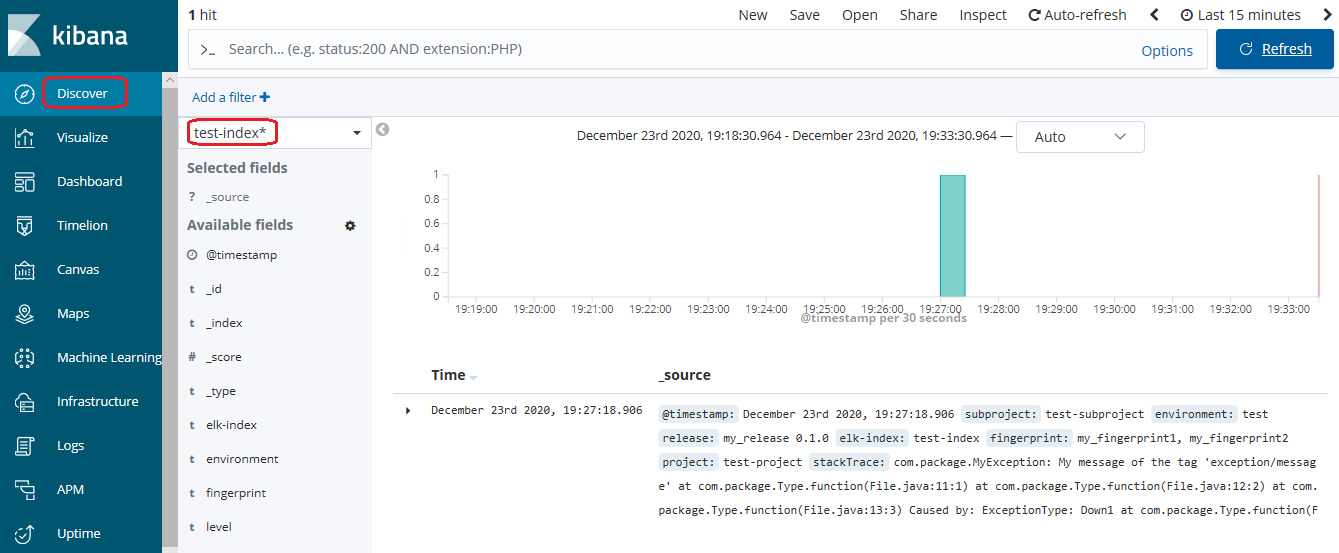 kibana
Discover
Visualize
Dashboard
Timelion
Canvas
Maps
Machine Learning
Infrastructure
Logs
APM
Uptime
1 hit
New Save Open Share Inspect Auto-refresh Last 15 minutes
>_ Search... (e.g. status:200 AND extension:PHP) Options Refresh
Add a filter +
test-index*
Selected fields
? _source
Available fields
@timestamp
t _id
t _index
# _score
t _type
t elk-index
t environment
t fingerprint
t level
December 23rd 2020, 19:18:30.964 - December 23rd 2020, 19:33:30.964 — Auto
1
0.8
0.6
0.4
0.2
0
19:19:00 19:20:00 19:21:00 19:22:00 19:23:00 19:24:00 19:25:00 19:26:00 19:27:00 19:28:00 19:29:00 19:30:00 19:31:00 19:32:00 19:33:00
@timestamp per 30 seconds
Time _source
December 23rd 2020, 19:27:18.906 @timestamp: December 23rd 2020, 19:27:18.906 subproject: test-subproject environment: test
release: my_release 0.1.0 elk-index: test-index fingerprint: my_fingerprint1, my_fingerprint2
project: test-project stackTrace: com.package.MyException: My message of the tag 'exception/messag
e' at com.package.Type.function(File.java:11:1) at com.package.Type.function(File.java:12:2) at com.
package.Type.function(File.java:13:3) Caused by: ExceptionType: Down1 at com.package.Type.function(F